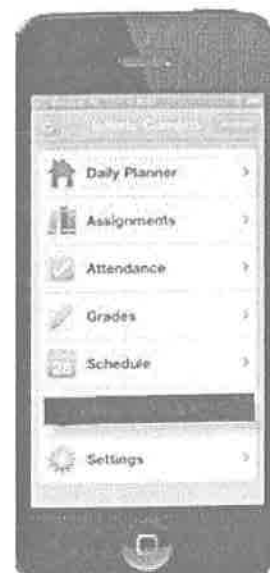 Daily Planner
Assignments
Attendance
Grades
Schedule
Settings